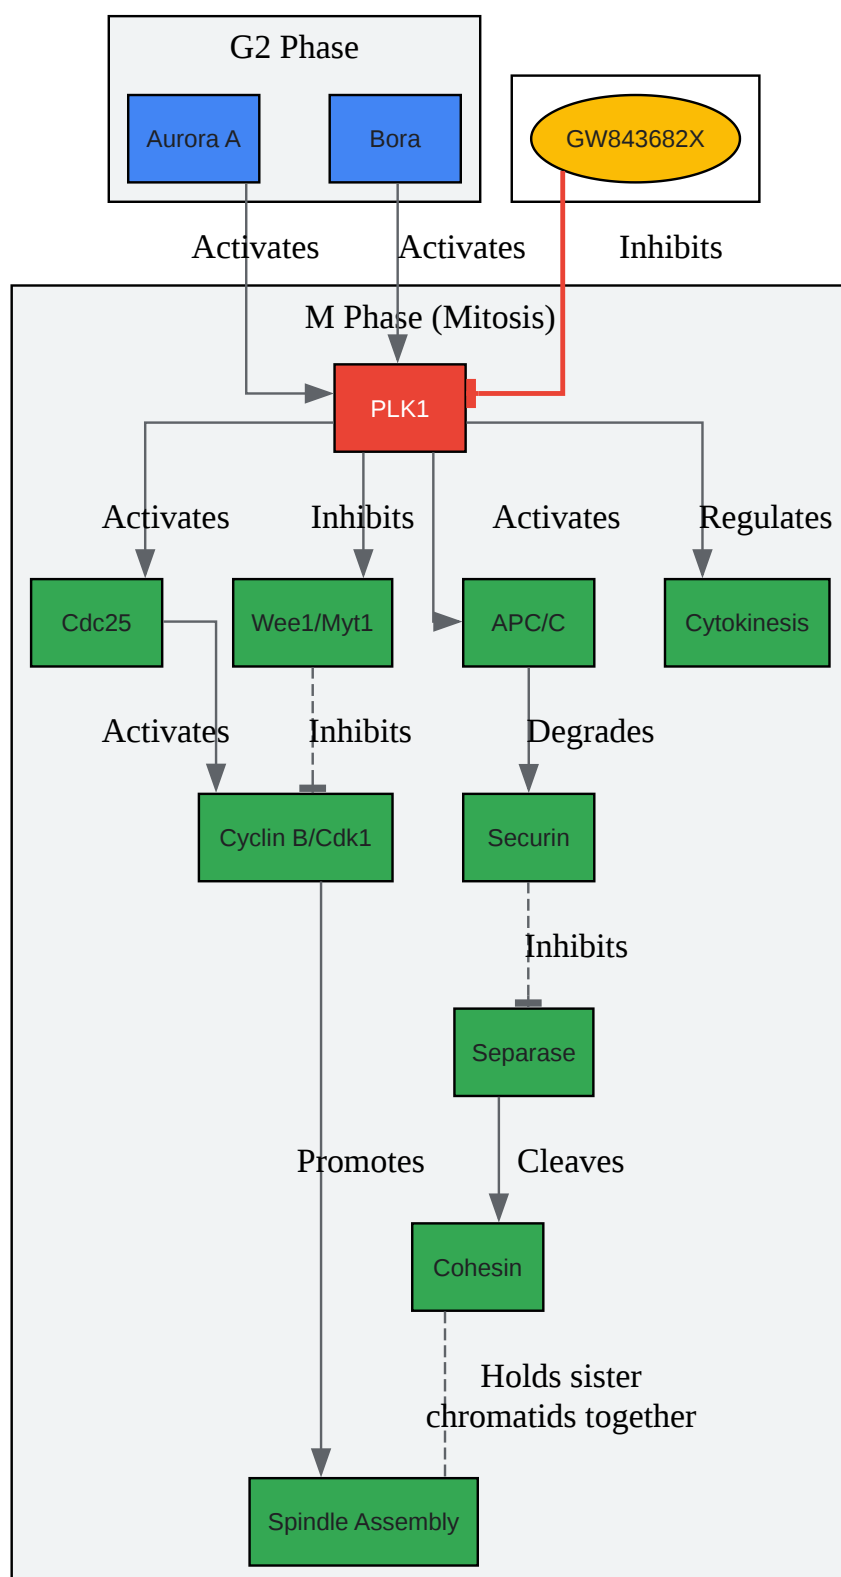 G2 Phase
Aurora A
Bora
GW843682X
Activates
Activates
Inhibits
M Phase (Mitosis)
PLK1
Activates
Inhibits
Activates
Regulates
Cdc25
Wee1/Myt1
APC/C
Cytokinesis
Activates
Inhibits
Degrades
Cyclin B/Cdk1
Securin
Inhibits
Separase
Promotes
Cleaves
Cohesin
Holds sister
chromatids together
Spindle Assembly